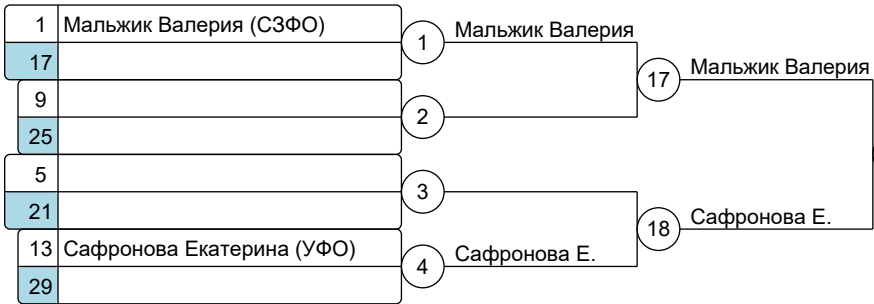 1 Мальжик Валерия (СЗФО)
17
1 Мальжик Валерия
9
25
2
17 Мальжик Валерия
5
21
3
13 Сафронова Екатерина (УФО)
29
4 Сафронова Е.
18 Сафронова Е.